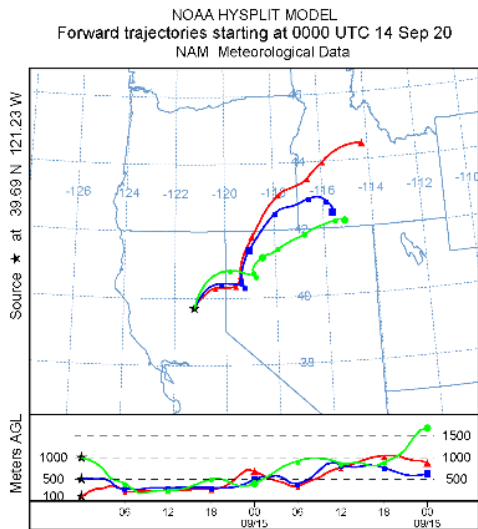 NOAA HYSPLIT MODEL
Forward trajectories starting at 0000 UTC 14 Sep 20
NAM Meteorological Data
Source ★ at 39.69 N 121.23 W
46
44
-126 -124 -122 -120 -118 -116 -114 -112 -110
42
40
38
Meters AGL
1500
1000 1000
500 500
100
06 12 18 00 06 12 18 00
09/15 09/15